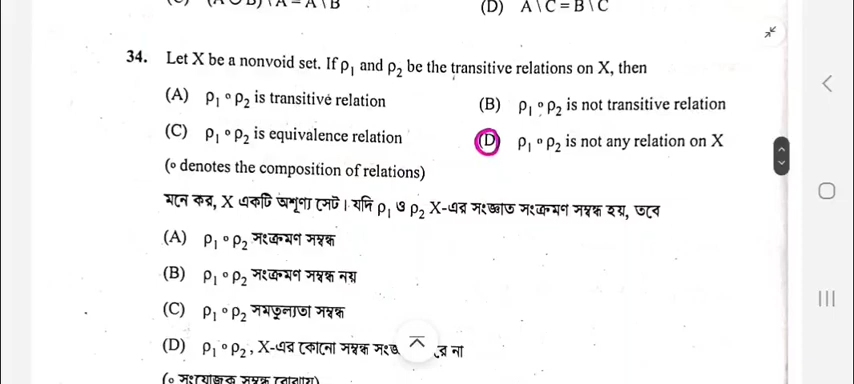 (D) A \ C = B \ C
34. Let X be a nonvoid set. If ρ₁ and ρ₂ be the transitive relations on X, then
(A) ρ₁ ∘ ρ₂ is transitive relation
(B) ρ₁ ∘ ρ₂ is not transitive relation
(C) ρ₁ ∘ ρ₂ is equivalence relation
(D) ρ₁ ∘ ρ₂ is not any relation on X
(∘ denotes the composition of relations)
মনে কর, X একটি অশূণ্য সেট। যদি ρ₁ ও ρ₂ X-এর সংজ্ঞাত সংক্রমণ সম্বন্ধ হয়, তবে
(A) ρ₁ ∘ ρ₂ সংক্রমণ সম্বন্ধ
(B) ρ₁ ∘ ρ₂ সংক্রমণ সম্বন্ধ নয়
(C) ρ₁ ∘ ρ₂ সমতুল্যতা সম্বন্ধ
(D) ρ₁ ∘ ρ₂, X-এর কোনো সম্বন্ধ না